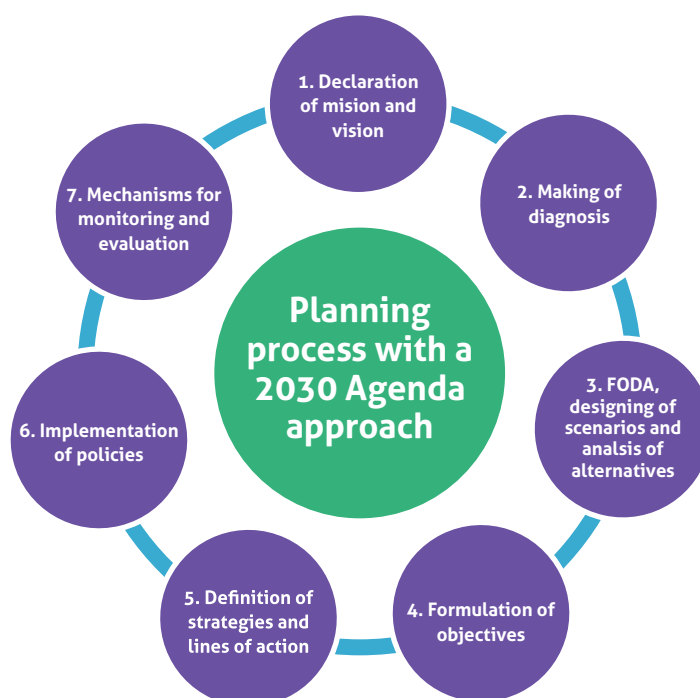 1. Declaration
of mision and
vision
2. Making of
diagnosis
3. FODA,
designing of
scenarios and
analsis of
alternatives
4. Formulation of
objectives
5. Definition of
strategies and
lines of action
6. Implementation
of policies
7. Mechanisms for
monitoring and
evaluation
Planning
process with a
2030 Agenda
approach